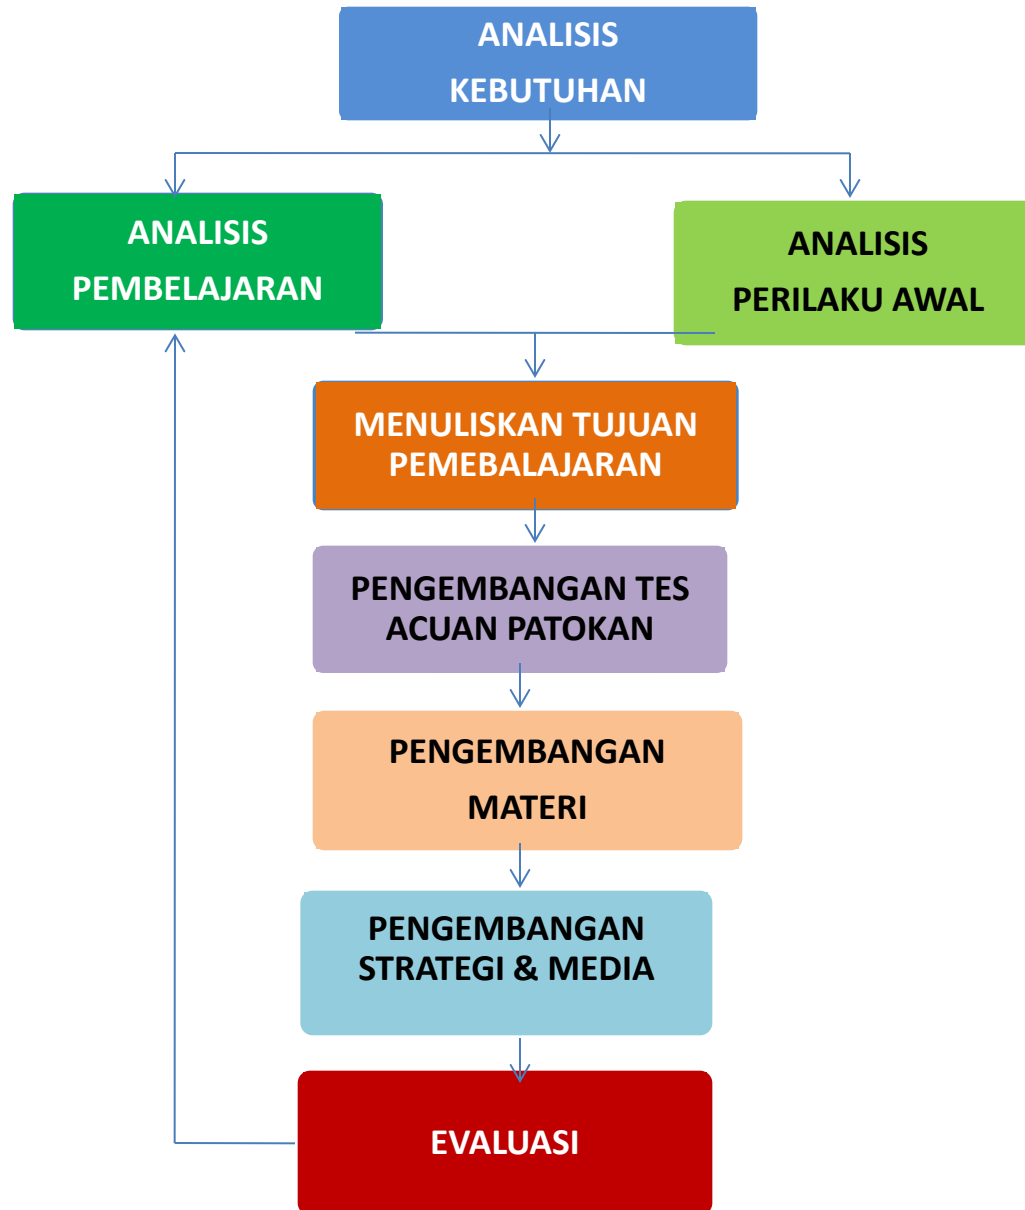 ANALISIS
KEBUTUHAN
ANALISIS
PEMBELAJARAN
ANALISIS
PERILAKU AWAL
MENULISKAN TUJUAN
PEMEBALAJARAN
PENGEMBANGAN TES
ACUAN PATOKAN
PENGEMBANGAN
MATERI
PENGEMBANGAN
STRATEGI & MEDIA
EVALUASI